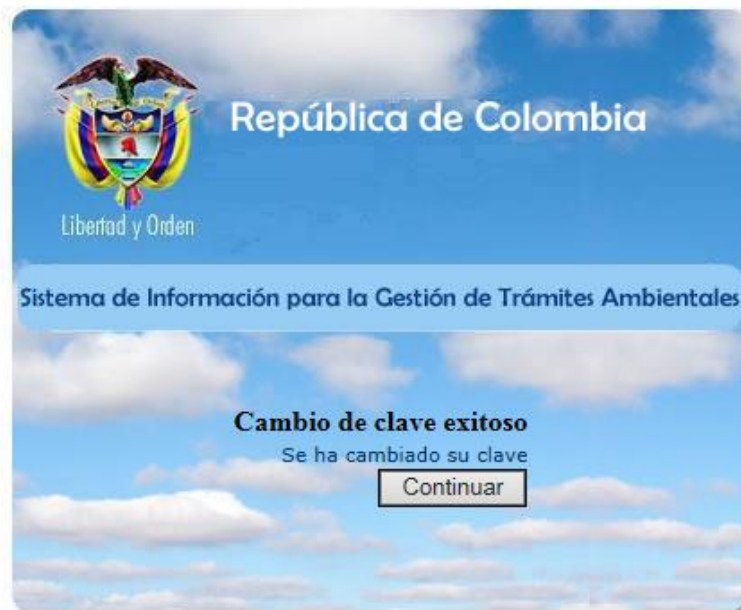 República de Colombia
Libertad y Orden
Sistema de Información para la Gestión de Trámites Ambientales
Cambio de clave exitoso
Se ha cambiado su clave
Continuar